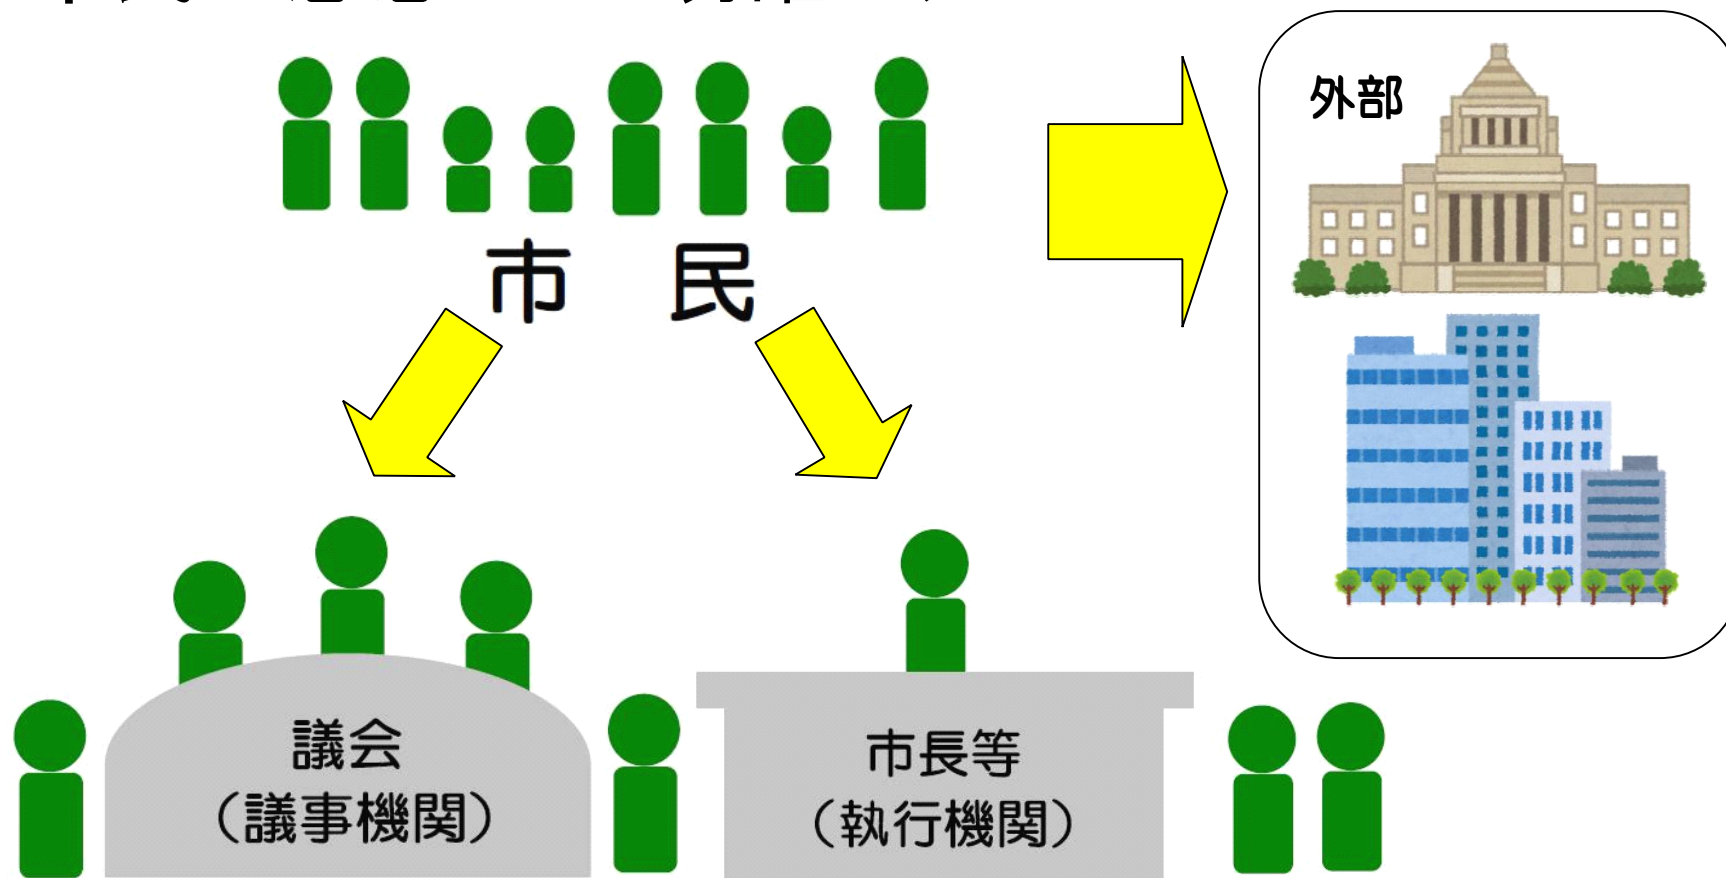 外部
市 民
議会
（議事機関）
市長等
（執行機関）